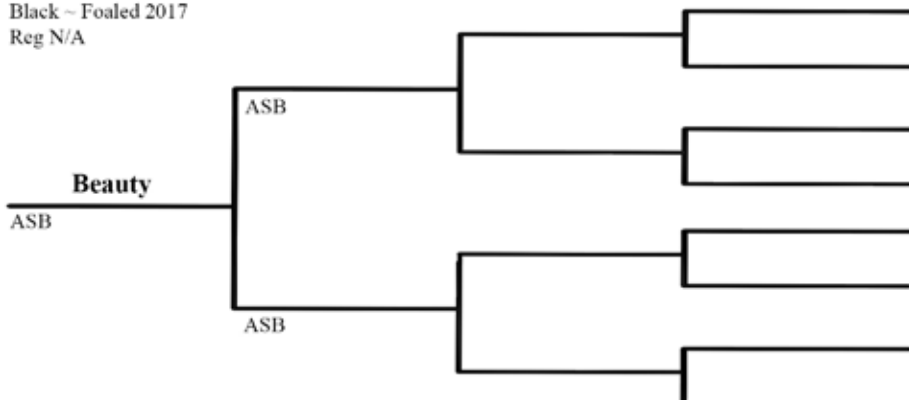 Black ~ Foaled 2017
Reg N/A
ASB
Beauty
ASB
ASB